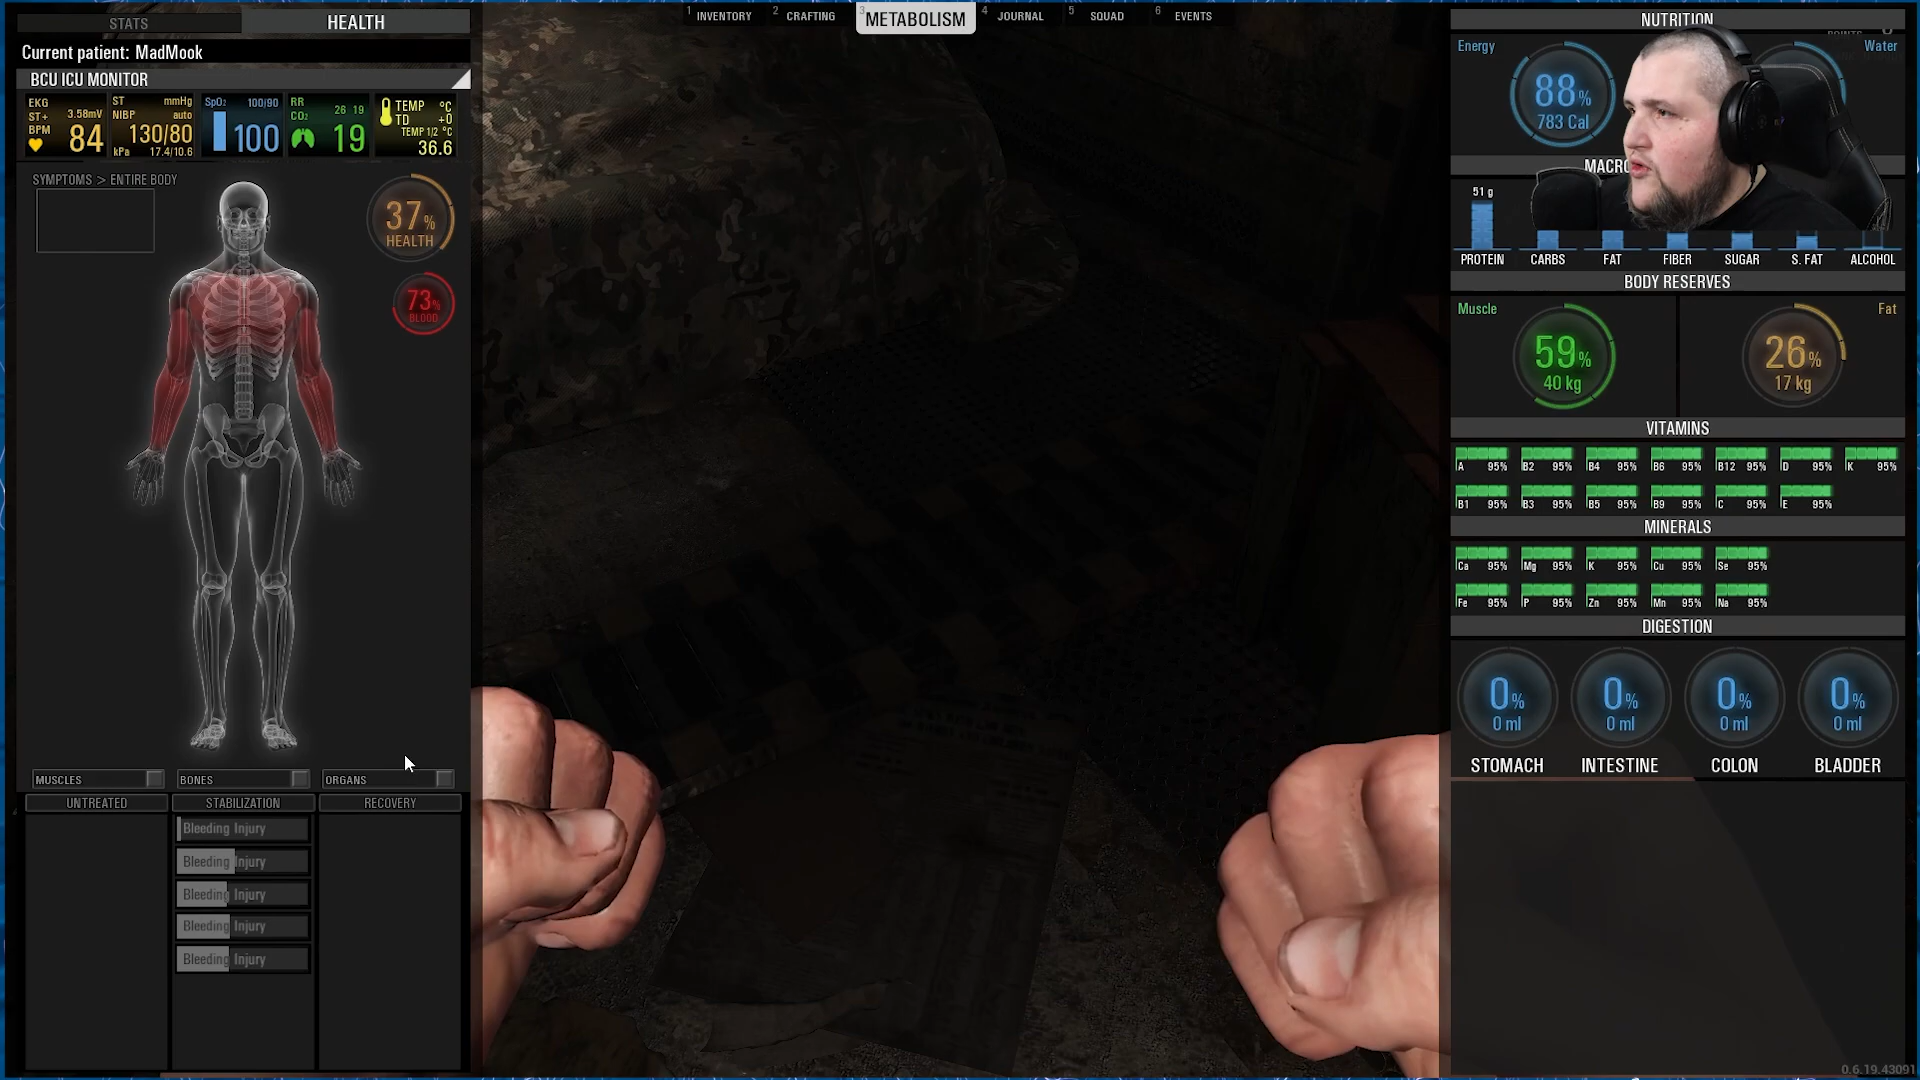 STATS HEALTH
1 INVENTORY 2 CRAFTING 3 METABOLISM 4 JOURNAL 5 SQUAD 6 EVENTS
Current patient: MadMook
BCU ICU MONITOR
EKG
ST+ 3.58mV
BPM 84
ST mmHg
NIBP auto
130/80
kPa 17.4/10.6
SpO2 100/90
100
RR 26 19
CO2
19
TEMP °C
TD +0
TEMP 1/2 °C
36.6
SYMPTOMS > ENTIRE BODY
37%
HEALTH
73%
BLOOD
MUSCLES BONES ORGANS
UNTREATED STABILIZATION RECOVERY
Bleeding Injury
Bleeding Injury
Bleeding Injury
Bleeding Injury
Bleeding Injury
NUTRITION
Energy Water
88%
783 Cal
MACRO
51 g
PROTEIN CARBS FAT FIBER SUGAR S. FAT ALCOHOL
BODY RESERVES
Muscle Fat
59% 26%
40 kg 17 kg
VITAMINS
A 95% B2 95% B4 95% B6 95% B12 95% D 95% K 95%
B1 95% B3 95% B5 95% B9 95% C 95% E 95%
MINERALS
Ca 95% Mg 95% K 95% Cu 95% Se 95%
Fe 95% P 95% Zn 95% Mn 95% Na 95%
DIGESTION
0% 0% 0% 0%
0 ml 0 ml 0 ml 0 ml
STOMACH INTESTINE COLON BLADDER
0.6.19.43091